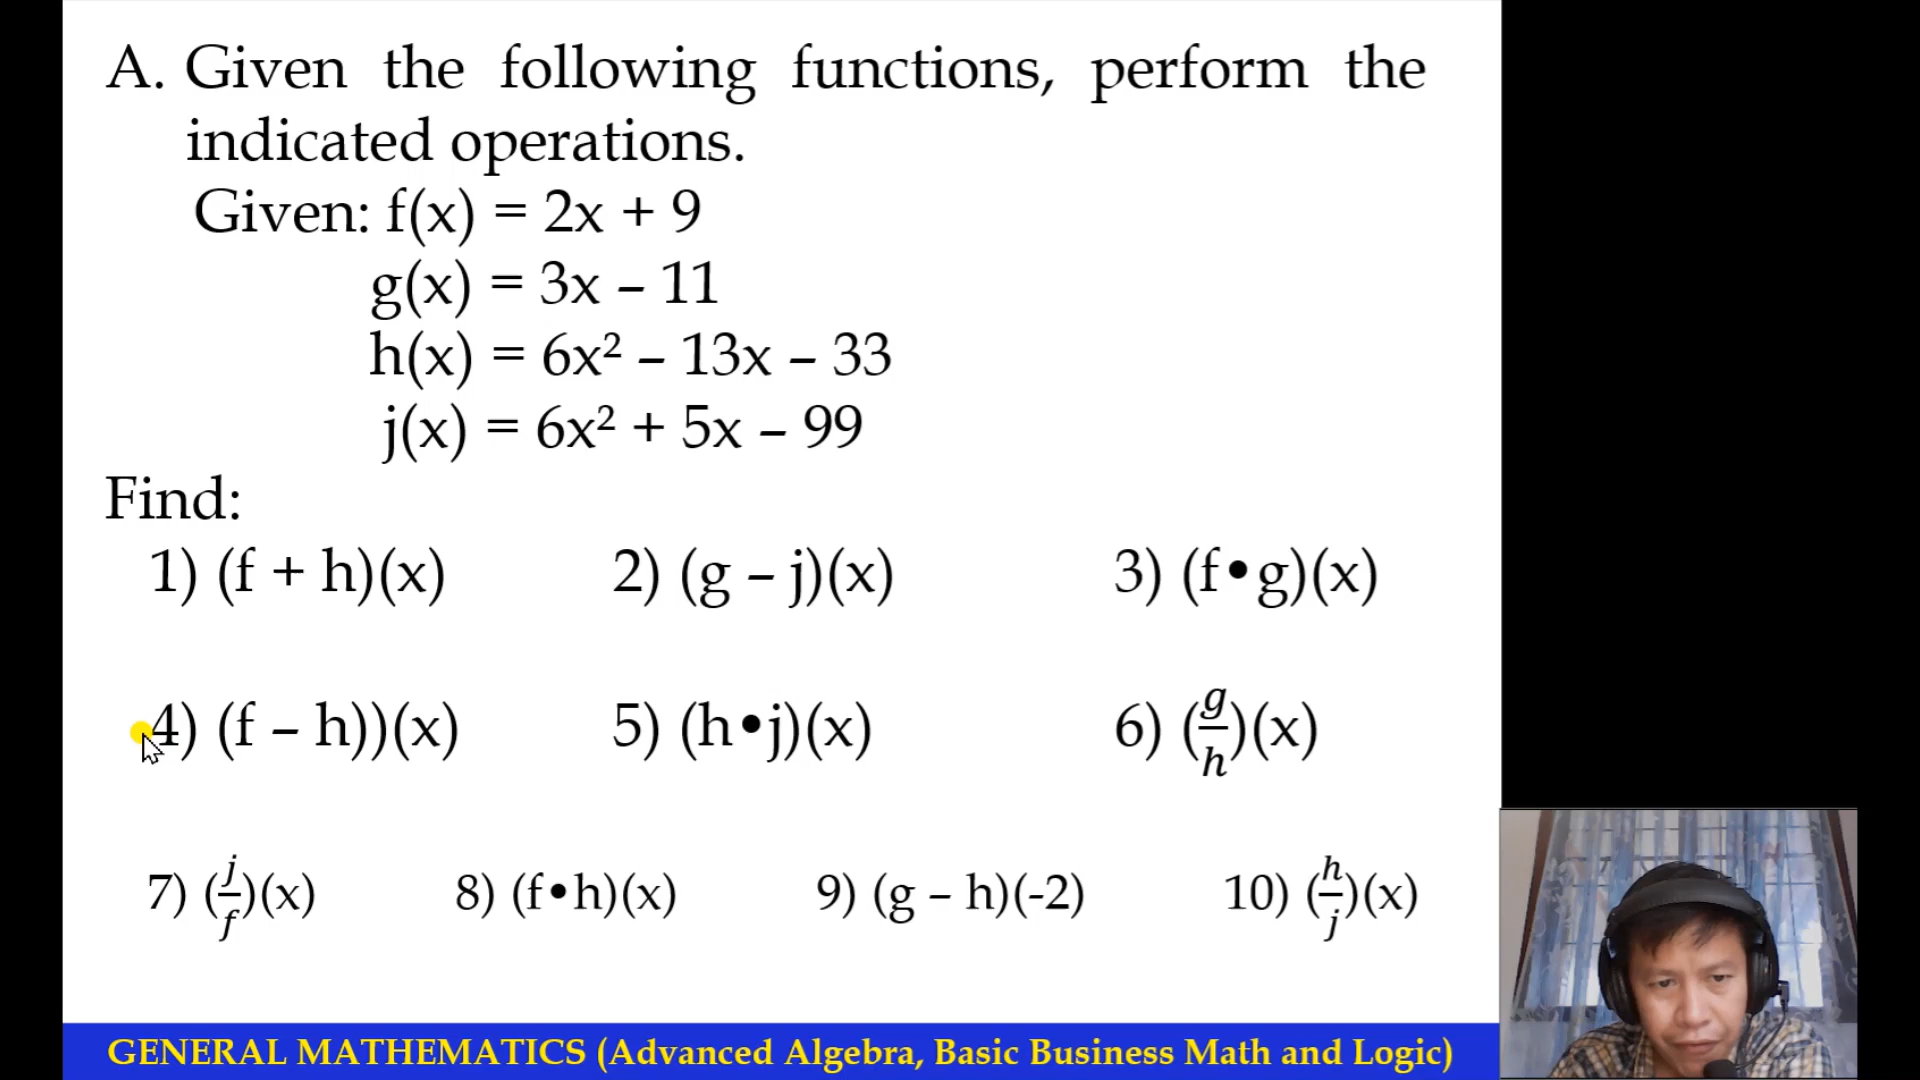 A. Given the following functions, perform the
indicated operations.
Given: f(x) = 2x + 9
g(x) = 3x – 11
h(x) = 6x² – 13x – 33
j(x) = 6x² + 5x – 99
Find:
1) (f + h)(x) 2) (g – j)(x) 3) (f•g)(x)
4) (f – h))(x) 5) (h•j)(x) 6) (g/h)(x)
7) (j/f)(x) 8) (f•h)(x) 9) (g – h)(-2) 10) (h/j)(x)
GENERAL MATHEMATICS (Advanced Algebra, Basic Business Math and Logic)